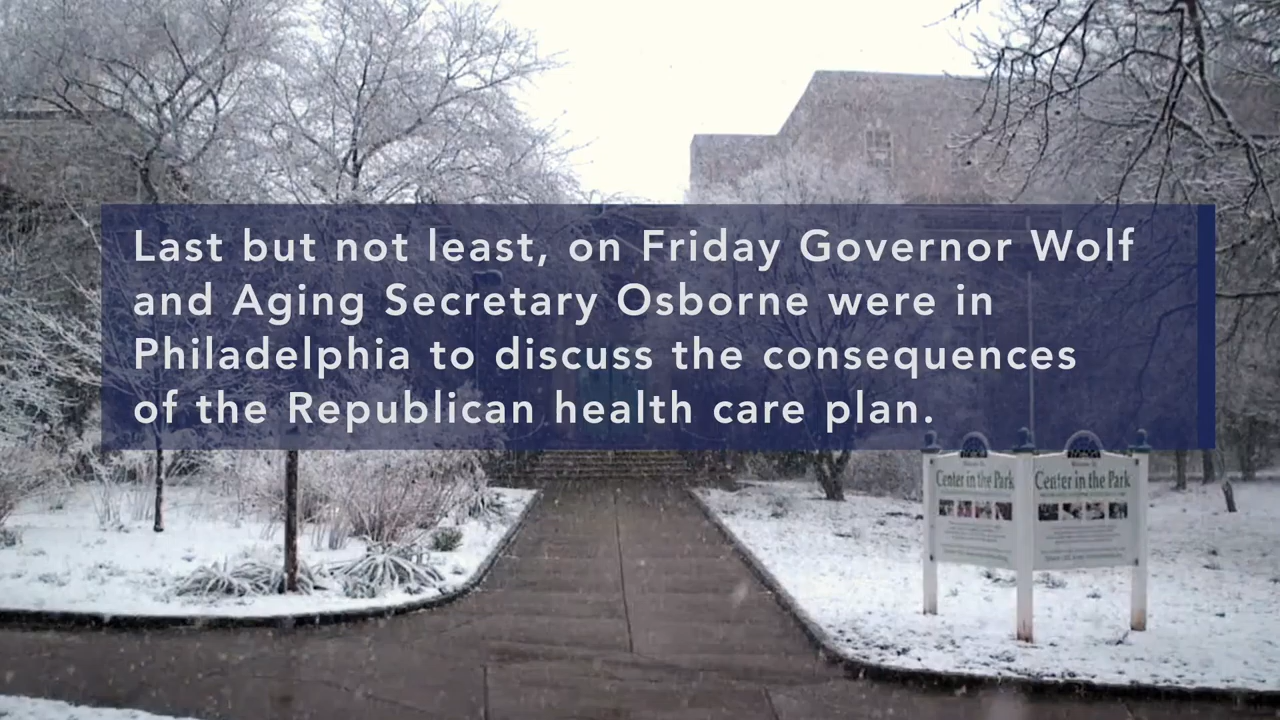 Last but not least, on Friday Governor Wolf
and Aging Secretary Osborne were in
Philadelphia to discuss the consequences
of the Republican health care plan.
Center in the Park
Center in the Park